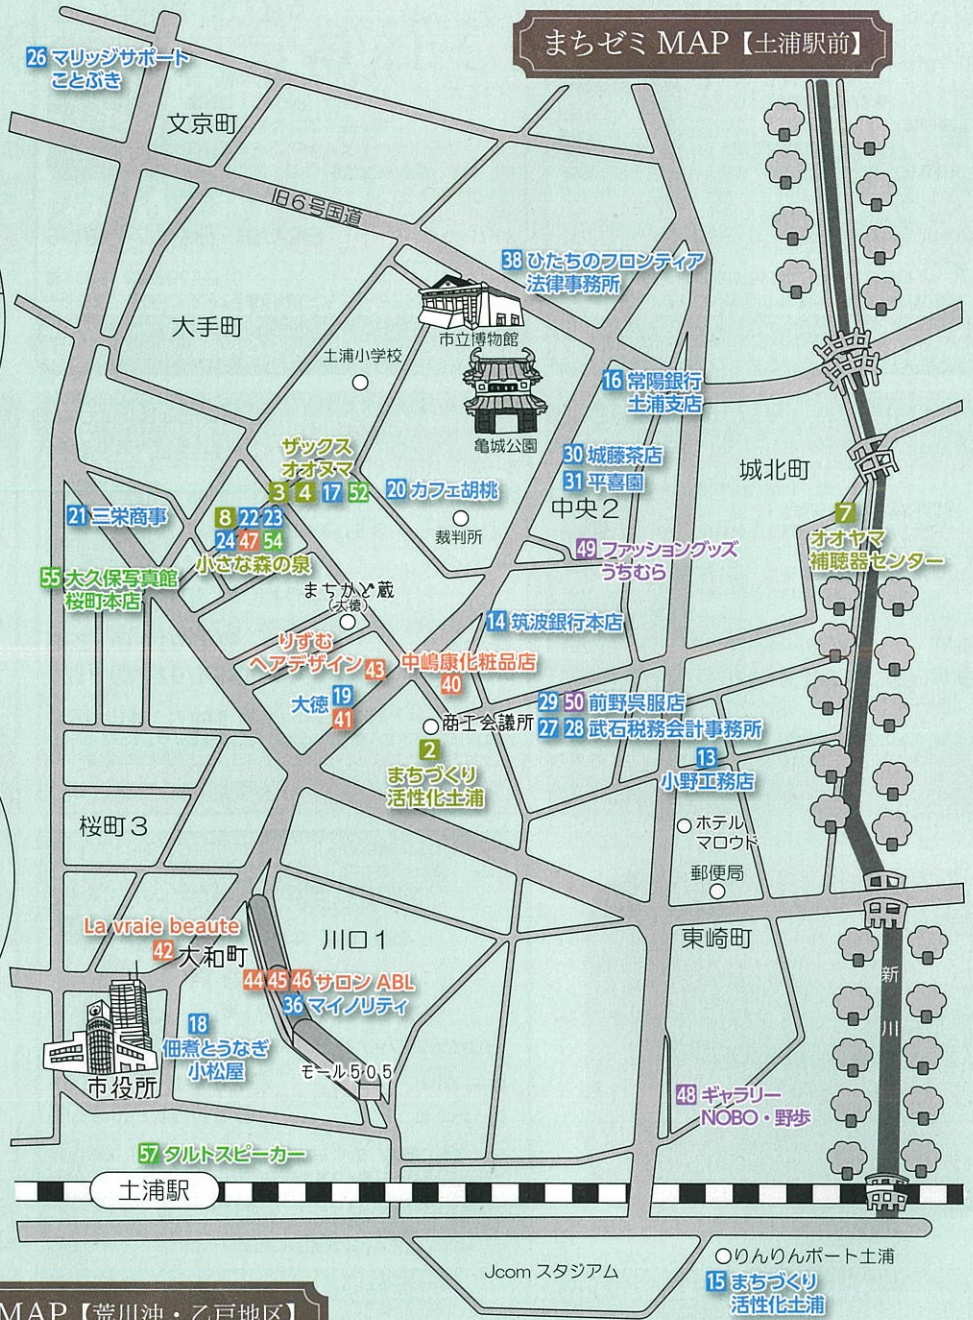 まちゼミ MAP【土浦駅前】
26 マリッジサポート
ことぶき
文京町
旧6号国道
38 ひたちのフロンティア
法律事務所
大手町
市立博物館
土浦小学校
亀城公園
16 常陽銀行
土浦支店
ザックス
オオヌマ
3 4 17 52
30 城藤茶店
31 平喜園
城北町
20 カフェ胡桃
中央2
21 三栄商事
8 22 23
24 47 54
小さな森の泉
裁判所
7
オオヤマ
補聴器センター
49 ファッショングッズ
うちむら
55 大久保写真館
桜町本店
まちかど蔵
(大徳)
14 筑波銀行本店
りずむ
ヘアデザイン 43
中嶋康化粧品店
40
大徳 19
41
商工会議所
29 50 前野呉服店
27 28 武石税務会計事務所
2
まちづくり
活性化土浦
13
小野工務店
桜町3
ホテル
マロウド
郵便局
La vraie beaute
42 大和町
川口1
東崎町
44 45 46 サロン ABL
36 マイノリティ
新
川
18
佃煮とうなぎ
小松屋
市役所
モール505
48 ギャラリー
NOBO・野歩
57 タルトスピーカー
土浦駅
りんりんポート土浦
Jcom スタジアム
15 まちづくり
活性化土浦
MAP【荒川沖・乙戸地区】